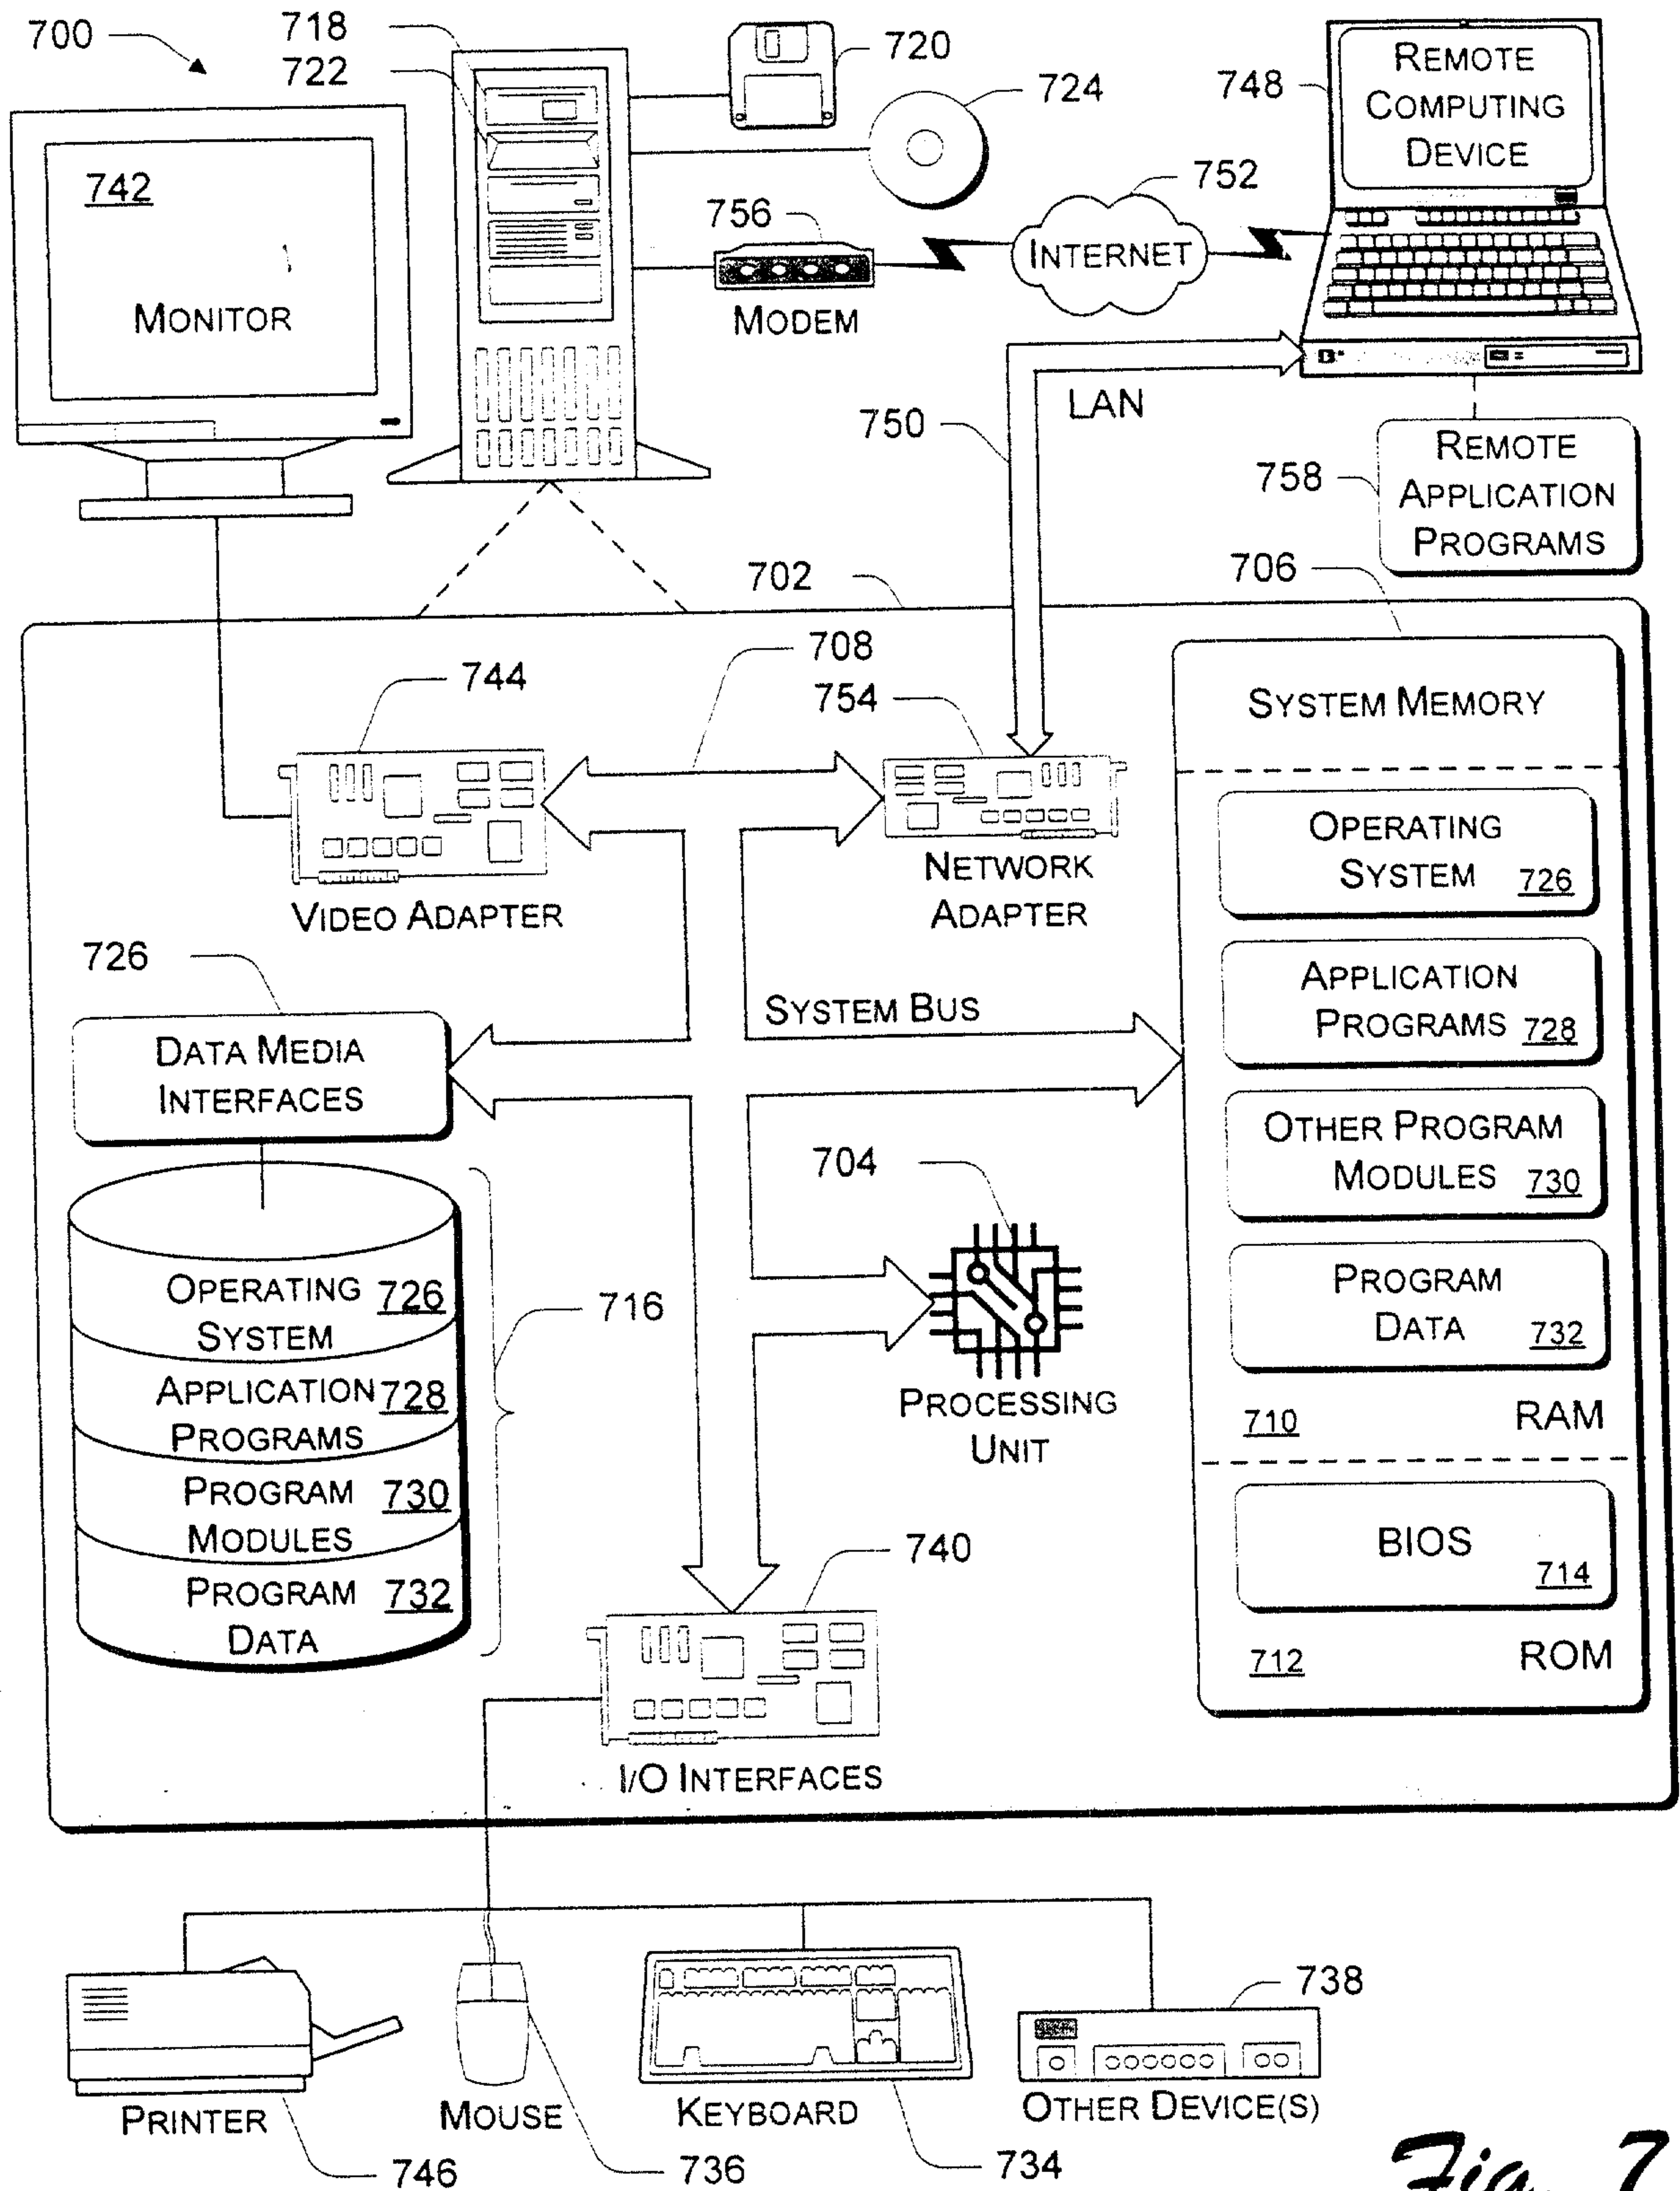 700
718
722
720
724
742
MONITOR
756
MODEM
752
INTERNET
748
REMOTE
COMPUTING
DEVICE
750
LAN
758
REMOTE
APPLICATION
PROGRAMS
702
706
708
744
754
VIDEO ADAPTER
NETWORK
ADAPTER
SYSTEM MEMORY
OPERATING
SYSTEM 726
APPLICATION
PROGRAMS 728
OTHER PROGRAM
MODULES 730
PROGRAM
DATA 732
710 RAM
BIOS
714
712 ROM
726
DATA MEDIA
INTERFACES
SYSTEM BUS
704
PROCESSING
UNIT
716
OPERATING 726
SYSTEM
APPLICATION 728
PROGRAMS
PROGRAM 730
MODULES
PROGRAM 732
DATA
740
I/O INTERFACES
PRINTER
746
MOUSE
736
KEYBOARD
734
738
OTHER DEVICE(S)
Fig. 7